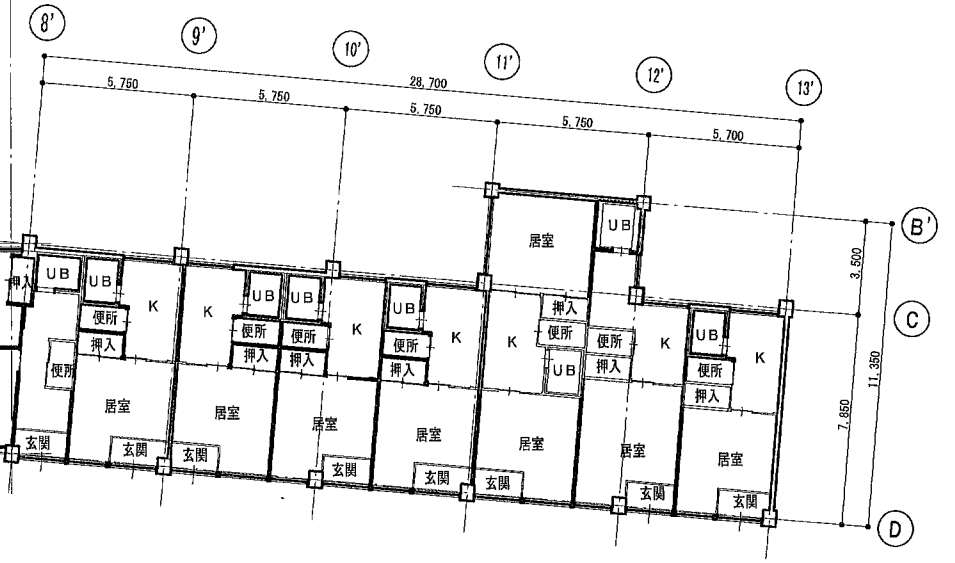 8'
9'
10'
11'
12'
13'
28,700
5,750
5,750
5,750
5,750
5,700
B'
C
D
3,500
7,850
11,350
居室
UB
押入
UB
UB
K
K
UB
UB
K
UB
K
K
押入
便所
UB
便所
押入
K
UB
便所
押入
K
便所
押入
便所
便所
押入
便所
押入
便所
押入
居室
居室
居室
居室
居室
居室
居室
玄関
玄関
玄関
玄関
玄関
玄関
玄関
玄関